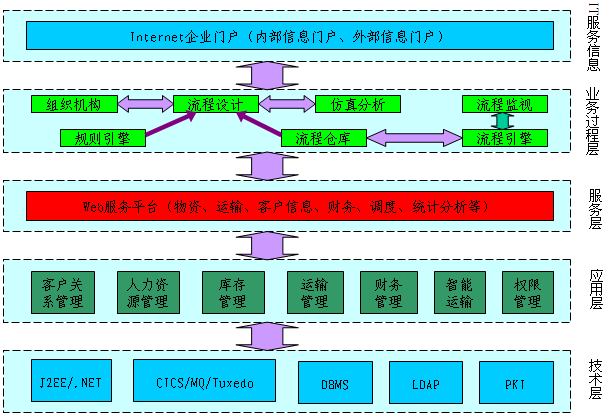 Internet企业门户（内部信息门户、外部信息门户）
IT服务信息
组织机构
流程设计
仿真分析
流程监视
规则引擎
流程仓库
流程引擎
业务过程层
Web服务平台（物资、运输、客户信息、财务、调度、统计分析等）
服务层
客户关
系管理
人力资
源管理
库存
管理
运输
管理
财务
管理
智能
运输
权限
管理
应用层
J2EE/.NET
CICS/MQ/Tuxedo
DBMS
LDAP
PKI
技术层